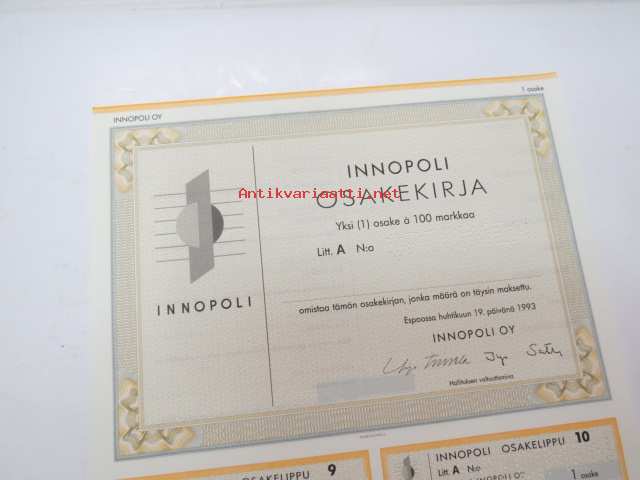 INNOPOLI OY
1 osake
INNOPOLI
OSAKEKIRJA
Antikvariaatti.net
Yksi (1) osake à 100 markkaa
Litt. A N:o
INNOPOLI
omistaa tämän osakekirjan, jonka määrä on täysin maksettu.
Espoossa huhtikuun 19. päivänä 1993
INNOPOLI OY
Hallituksen valtuuttamina
9
INNOPOLI OSAKELIPPU 10
OSAKELIPPU
Litt. A N:o
INNOPOLI OY
1 osake